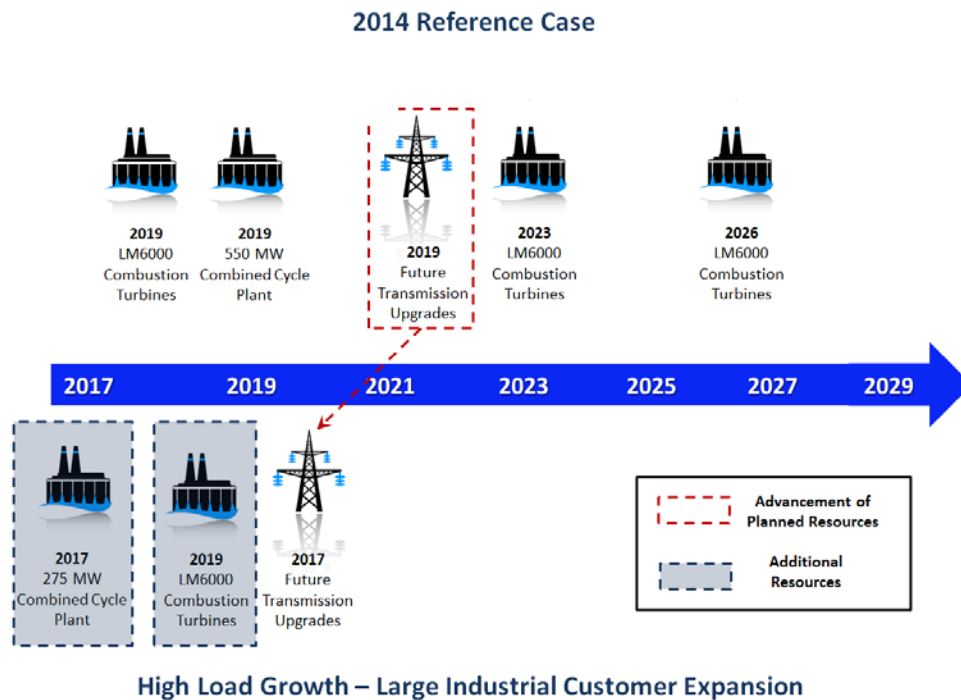 2014 Reference Case
2019
LM6000
Combustion
Turbines
2019
550 MW
Combined Cycle
Plant
2019
Future
Transmission
Upgrades
2023
LM6000
Combustion
Turbines
2026
LM6000
Combustion
Turbines
2017 2019 2021 2023 2025 2027 2029
2017
275 MW
Combined Cycle
Plant
2019
LM6000
Combustion
Turbines
2017
Future
Transmission
Upgrades
Advancement of
Planned Resources
Additional
Resources
High Load Growth – Large Industrial Customer Expansion